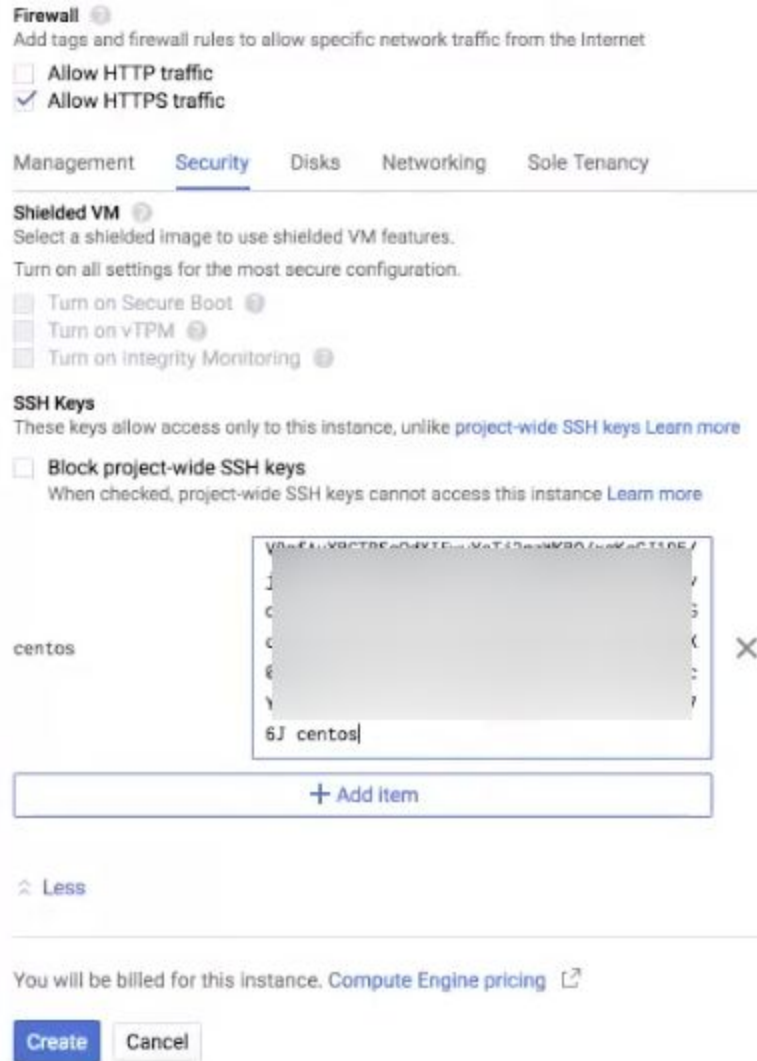 Firewall
Add tags and firewall rules to allow specific network traffic from the Internet
Allow HTTP traffic
Allow HTTPS traffic
Management Security Disks Networking Sole Tenancy
Shielded VM
Select a shielded image to use shielded VM features.
Turn on all settings for the most secure configuration.
Turn on Secure Boot
Turn on vTPM
Turn on Integrity Monitoring
SSH Keys
These keys allow access only to this instance, unlike project-wide SSH keys Learn more
Block project-wide SSH keys
When checked, project-wide SSH keys cannot access this instance Learn more
centos
6J centos
+ Add item
Less
You will be billed for this instance. Compute Engine pricing
Create Cancel